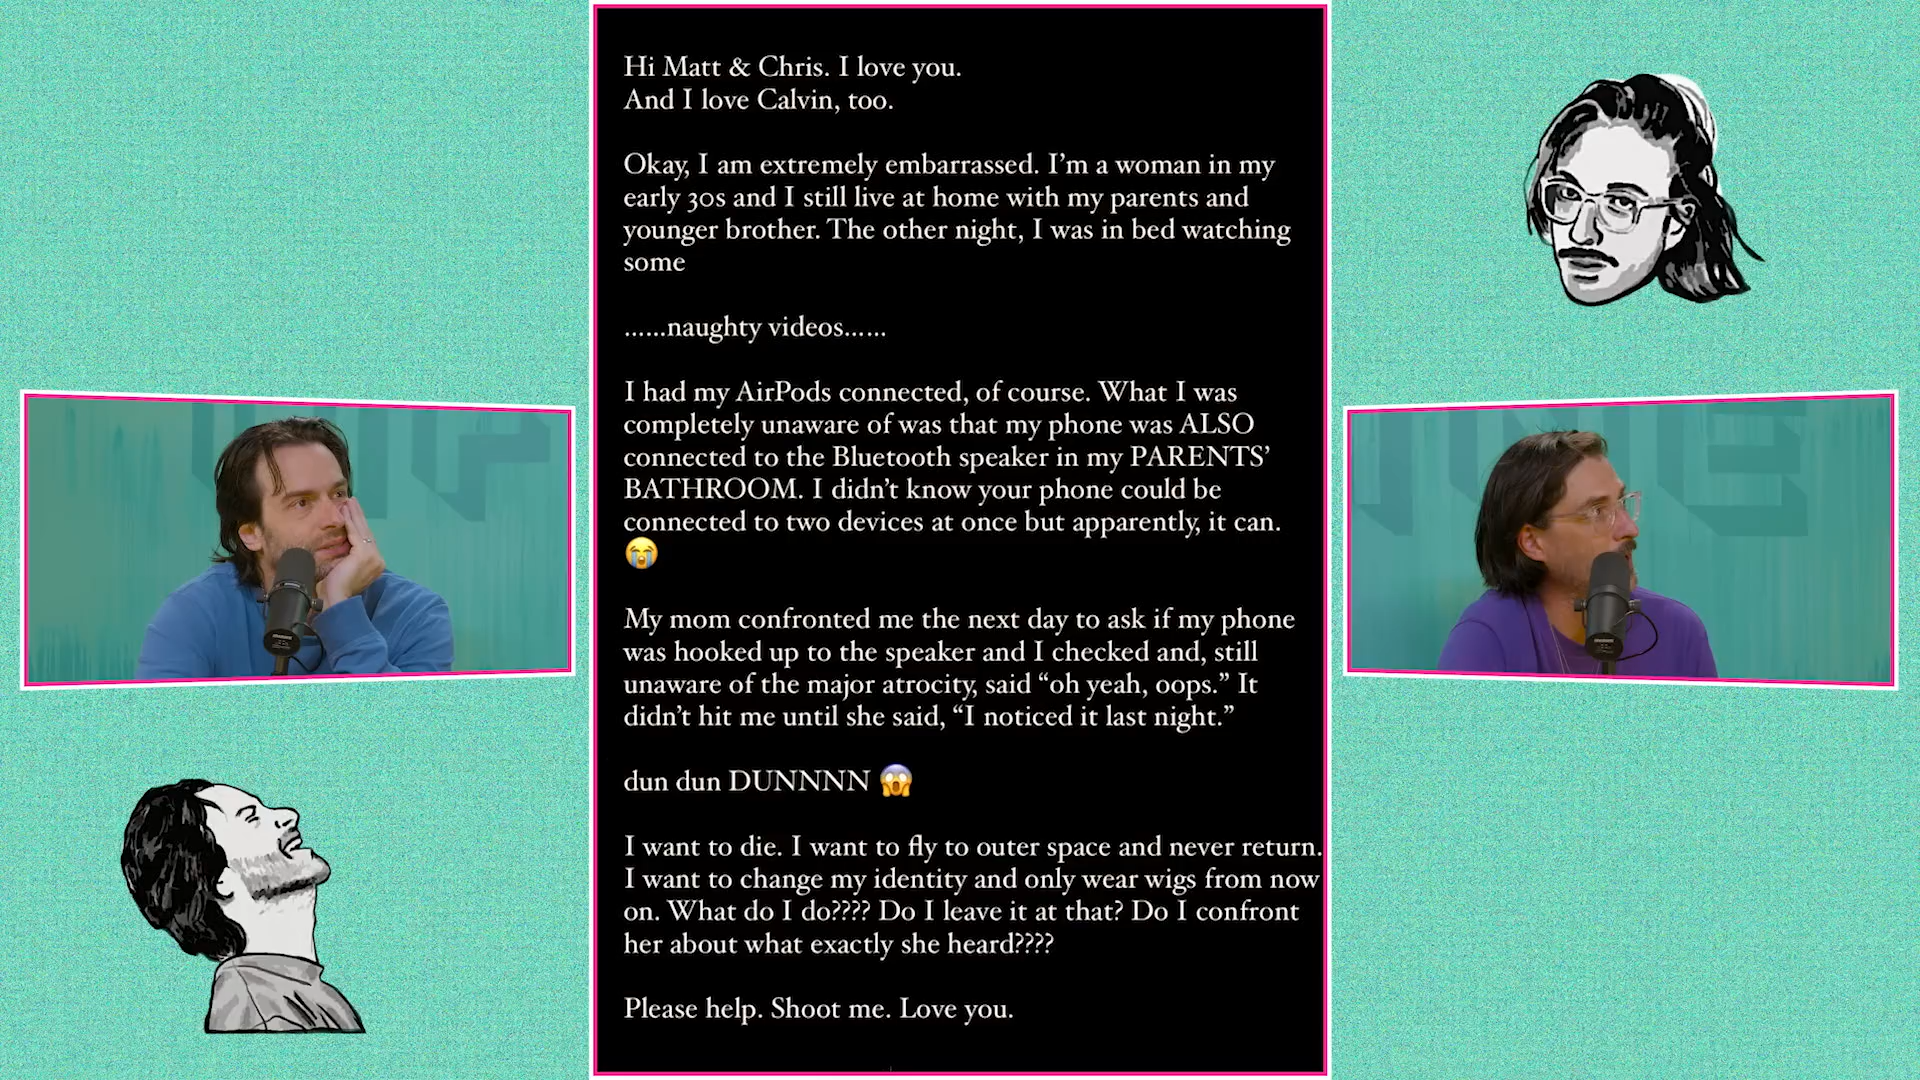 Hi Matt & Chris. I love you.
And I love Calvin, too.
Okay, I am extremely embarrassed. I’m a woman in my
early 30s and I still live at home with my parents and
younger brother. The other night, I was in bed watching
some
......naughty videos......
I had my AirPods connected, of course. What I was
completely unaware of was that my phone was ALSO
connected to the Bluetooth speaker in my PARENTS’
BATHROOM. I didn’t know your phone could be
connected to two devices at once but apparently, it can.
😭
My mom confronted me the next day to ask if my phone
was hooked up to the speaker and I checked and, still
unaware of the major atrocity, said “oh yeah, oops.” It
didn’t hit me until she said, “I noticed it last night.”
dun dun DUNNNN 😱
I want to die. I want to fly to outer space and never return.
I want to change my identity and only wear wigs from now
on. What do I do???? Do I leave it at that? Do I confront
her about what exactly she heard????
Please help. Shoot me. Love you.